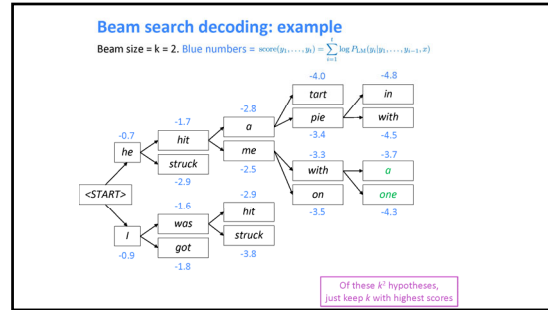 Beam search decoding: example
Beam size = k = 2. Blue numbers = score(y₁, . . . , yₜ) = ∑ᵢ₌₁ᵗ log P_LM(yᵢ|y₁, . . . , yᵢ₋₁, x)
-4.0 -4.8
tart in
-2.8
-1.7 a pie with
-0.7 hit -3.4 -4.5
he me -3.3 -3.7
struck -2.5 with a
-2.9
<START> -2.9 on one
-1.6 hit -3.5 -4.3
I was struck
-0.9 got -3.8
-1.8
Of these k² hypotheses,
just keep k with highest scores